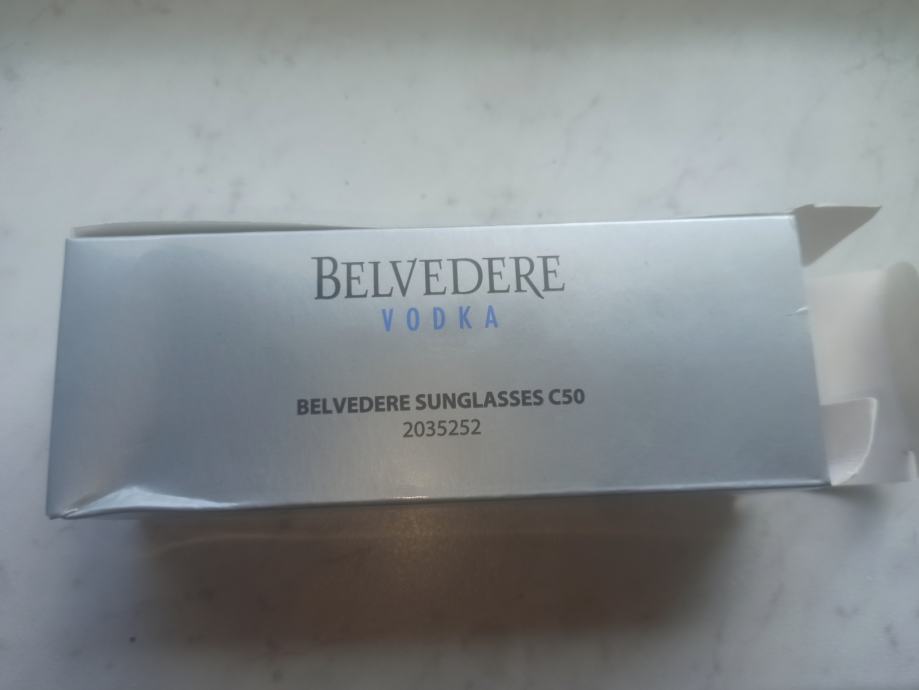 BELVEDERE
VODKA
BELVEDERE SUNGLASSES C50
2035252